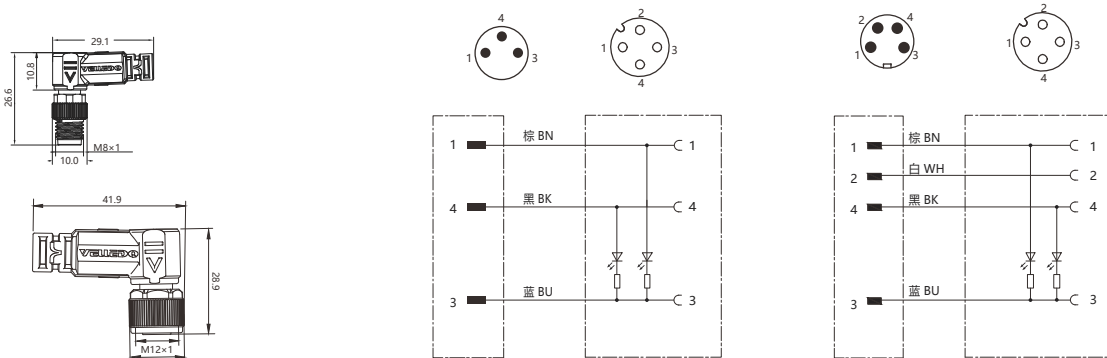 29.1
10.8
26.6
VELLEDQ
M8×1
10.0
41.9
VELLEDQ
28.9
M12×1
4
1 3
2
1 3
4
2 4
1 3
2
1 3
4
1 棕 BN 1
4 黑 BK 4
3 蓝 BU 3
1 棕 BN 1
2 白 WH 2
4 黑 BK 4
3 蓝 BU 3